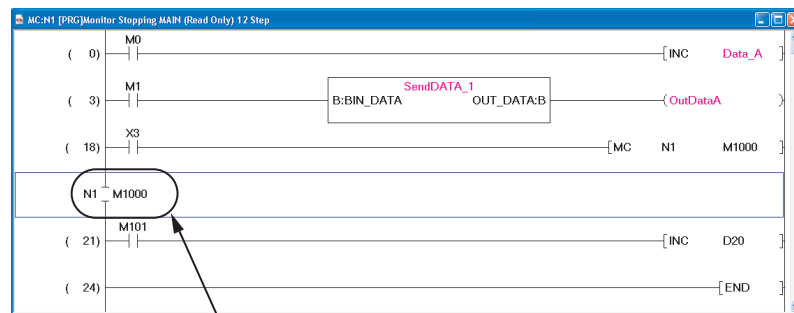 MC:N1 [PRG]Monitor Stopping MAIN (Read Only) 12 Step
M0
( 0) INC Data_A
M1 SendDATA_1
( 3) B:BIN_DATA OUT_DATA:B OutDataA
X3
( 18) MC N1 M1000
N1 M1000
M101
( 21) INC D20
( 24) END